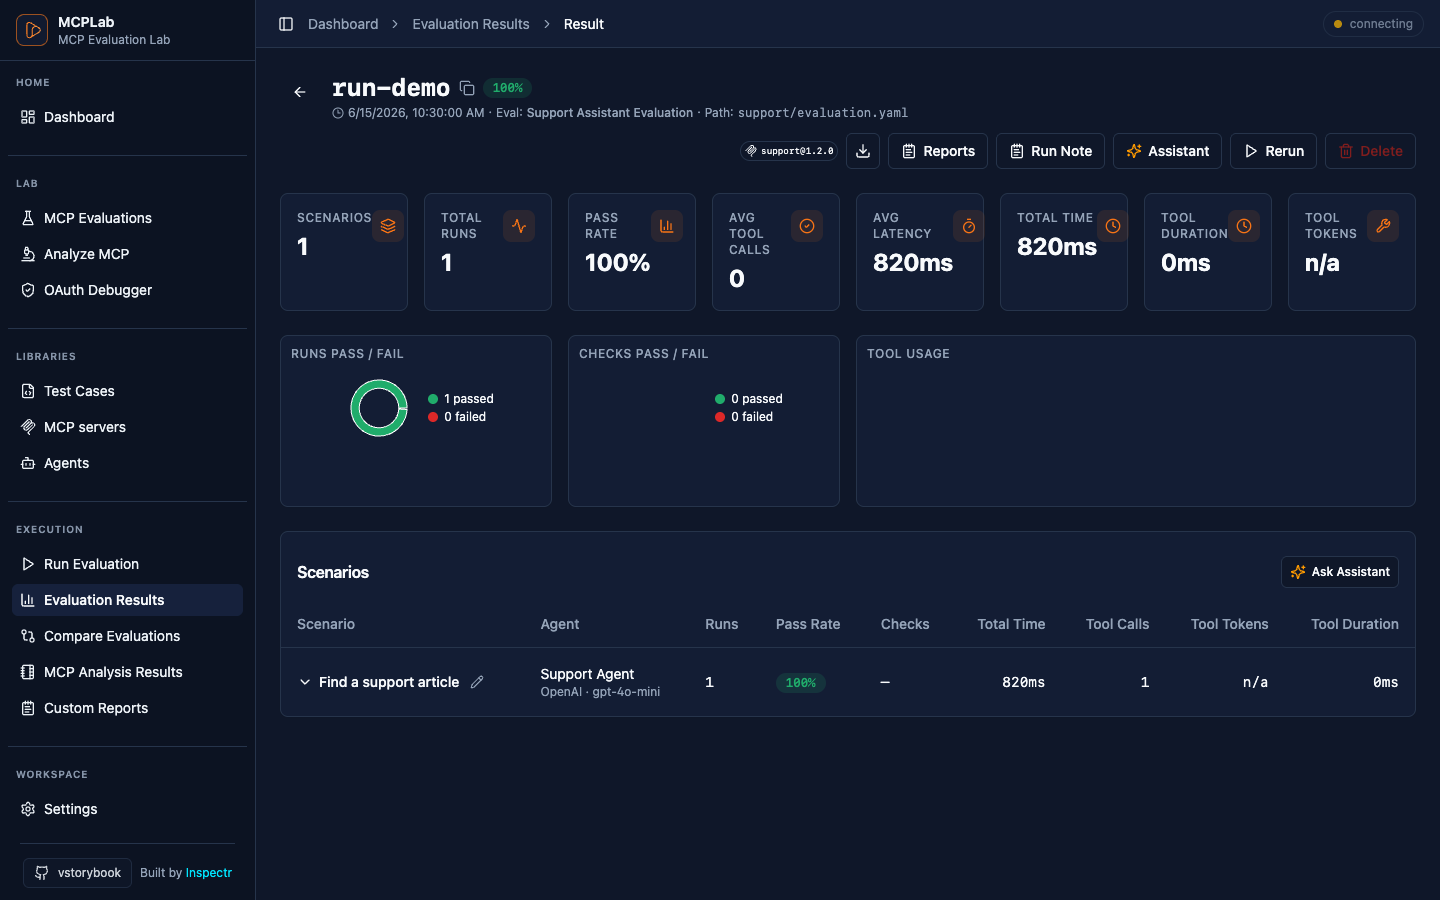 MCPLab
MCP Evaluation Lab
HOME
Dashboard
LAB
MCP Evaluations
Analyze MCP
OAuth Debugger
LIBRARIES
Test Cases
MCP servers
Agents
EXECUTION
Run Evaluation
Evaluation Results
Compare Evaluations
MCP Analysis Results
Custom Reports
WORKSPACE
Settings
vstorybook Built by Inspectr
Dashboard > Evaluation Results > Result
connecting
run-demo 100%
6/15/2026, 10:30:00 AM · Eval: Support Assistant Evaluation · Path: support/evaluation.yaml
support@1.2.0 Reports Run Note Assistant Rerun Delete
SCENARIOS
1
TOTAL RUNS
1
PASS RATE
100%
AVG TOOL CALLS
0
AVG LATENCY
820ms
TOTAL TIME
820ms
TOOL DURATION
0ms
TOOL TOKENS
n/a
RUNS PASS / FAIL
1 passed
0 failed
CHECKS PASS / FAIL
0 passed
0 failed
TOOL USAGE
Scenarios
Ask Assistant
Scenario Agent Runs Pass Rate Checks Total Time Tool Calls Tool Tokens Tool Duration
Find a support article Support Agent 1 100% — 820ms 1 n/a 0ms
OpenAI · gpt-4o-mini